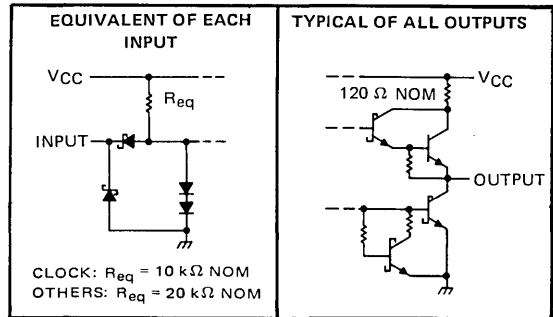 EQUIVALENT OF EACH
INPUT
VCC
Req
INPUT
CLOCK: Req = 10 kΩ NOM
OTHERS: Req = 20 kΩ NOM
TYPICAL OF ALL OUTPUTS
VCC
120 Ω NOM
OUTPUT